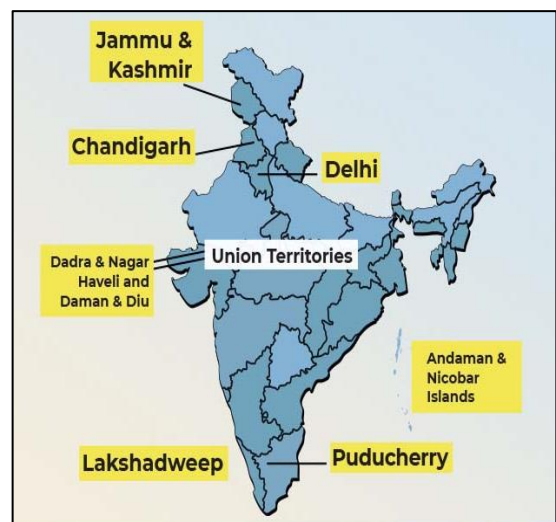 Jammu &
Kashmir
Chandigarh
Delhi
Union Territories
Dadra & Nagar
Haveli and
Daman & Diu
Andaman &
Nicobar
Islands
Lakshadweep
Puducherry